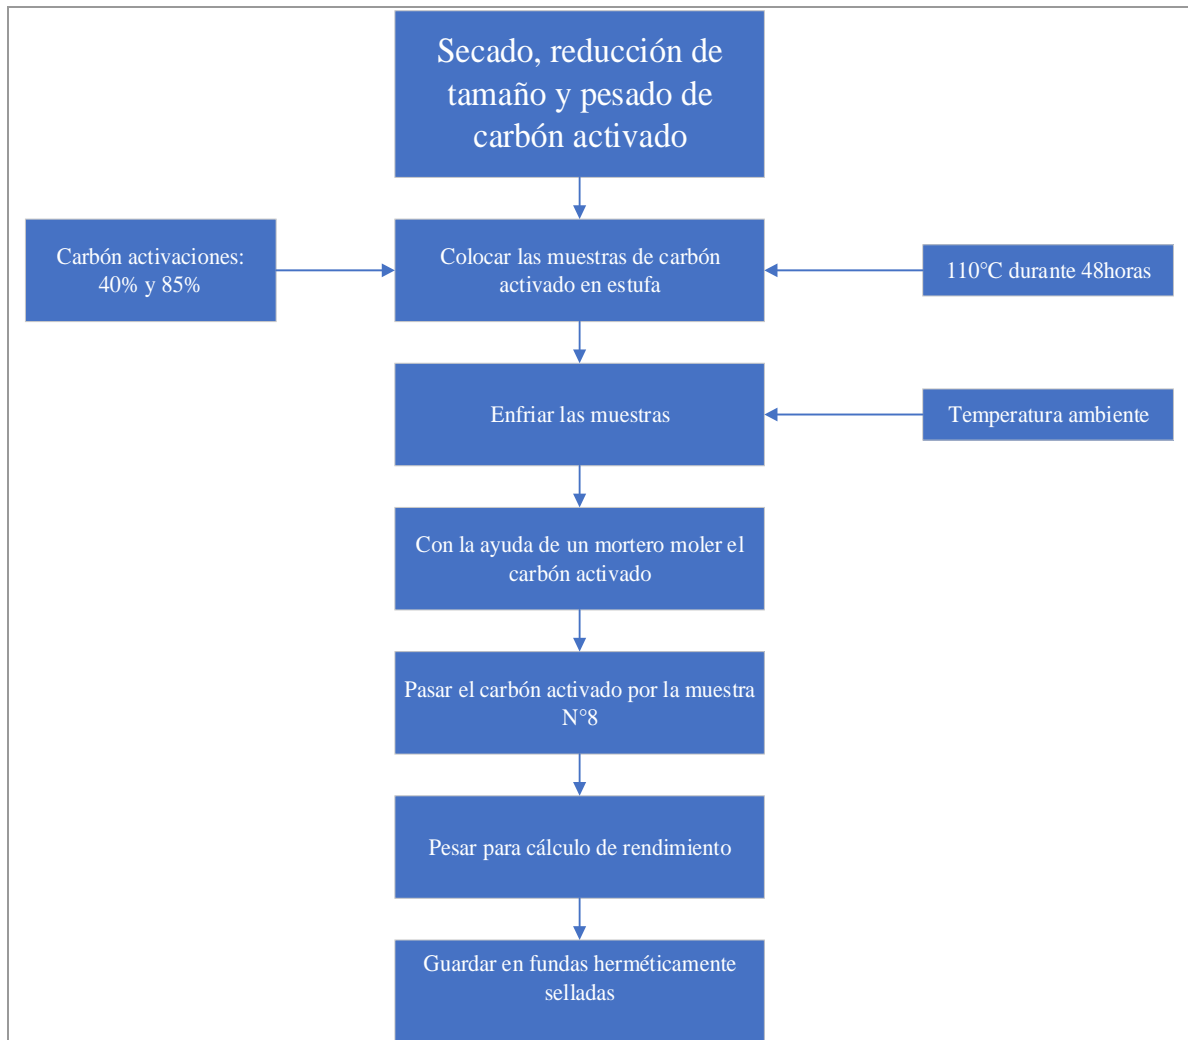 Secado, reducción de
tamaño y pesado de
carbón activado
Carbón activaciones:
40% y 85%
Colocar las muestras de carbón
activado en estufa
110°C durante 48horas
Enfriar las muestras
Temperatura ambiente
Con la ayuda de un mortero moler el
carbón activado
Pasar el carbón activado por la muestra
N°8
Pesar para cálculo de rendimiento
Guardar en fundas herméticamente
selladas